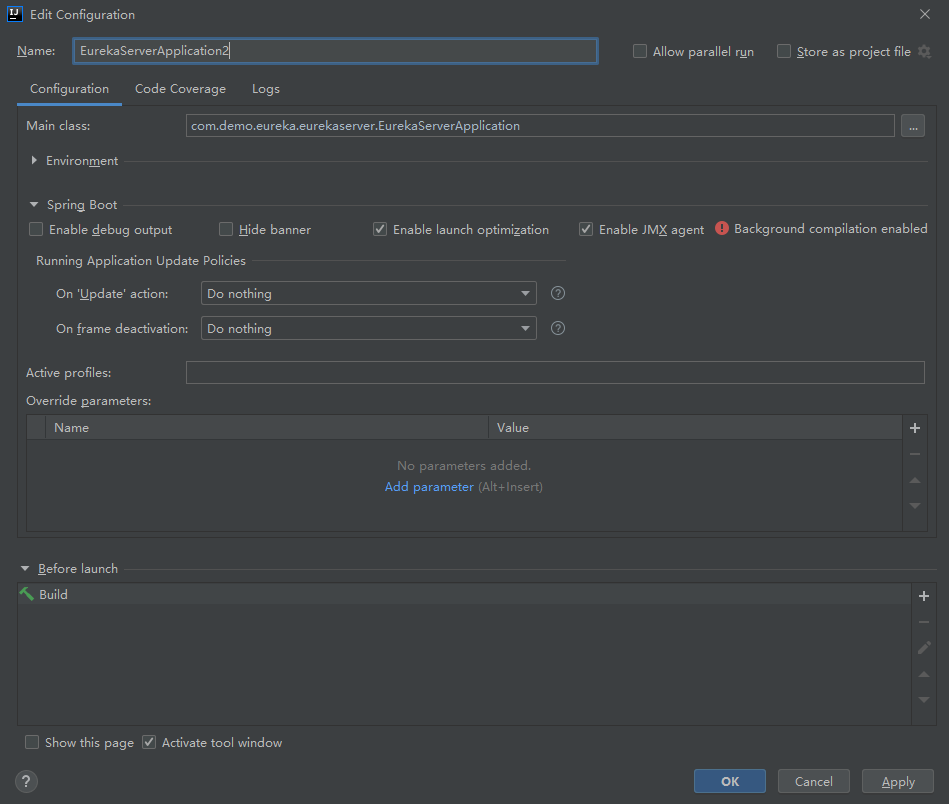 Edit Configuration
Name: EurekaServerApplication2 Allow parallel run Store as project file
Configuration Code Coverage Logs
Main class: com.demo.eureka.eurekaserver.EurekaServerApplication ...
Environment
Spring Boot
Enable debug output Hide banner Enable launch optimization Enable JMX agent Background compilation enabled
Running Application Update Policies
On 'Update' action: Do nothing ?
On frame deactivation: Do nothing ?
Active profiles:
Override parameters:
Name Value
No parameters added.
Add parameter (Alt+Insert)
Before launch
Build
Show this page Activate tool window
? OK Cancel Apply